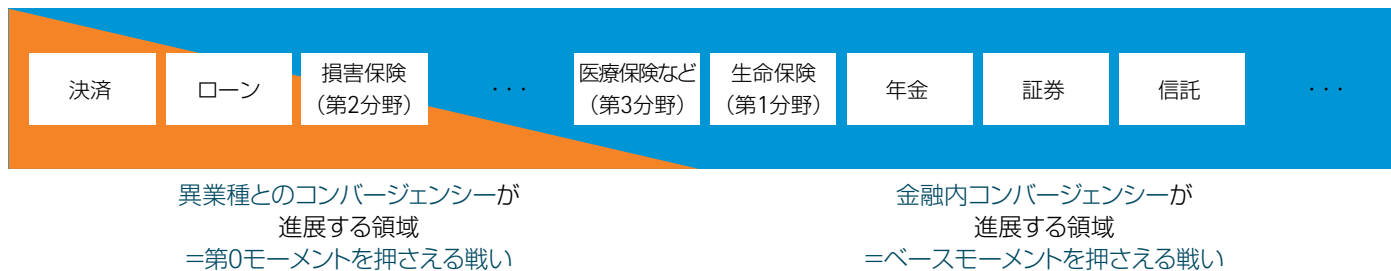 決済
ローン
損害保険
（第2分野）
・・・
医療保険など
（第3分野）
生命保険
（第1分野）
年金
証券
信託
・・・
異業種とのコンバージェンシーが
進展する領域
＝第0モーメントを押さえる戦い
金融内コンバージェンシーが
進展する領域
＝ベースモーメントを押さえる戦い